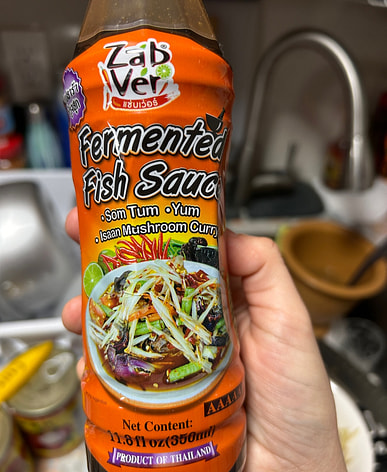 Zab
Ver
แซ่บเว่อร์
Fermented
Fish Sauce
•Som Tum •Yum
•Isaan Mushroom Curry
Net Content:
11.8 fl oz (350ml)
PRODUCT OF THAILAND